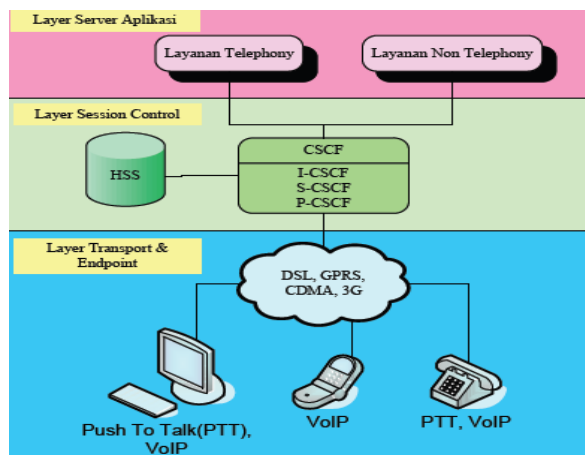 Layer Server Aplikasi
Layanan Telephony
Layanan Non Telephony
Layer Session Control
HSS
CSCF
I-CSCF
S-CSCF
P-CSCF
Layer Transport &
Endpoint
DSL, GPRS,
CDMA, 3G
Push To Talk(PTT),
VoIP
VoIP
PTT, VoIP